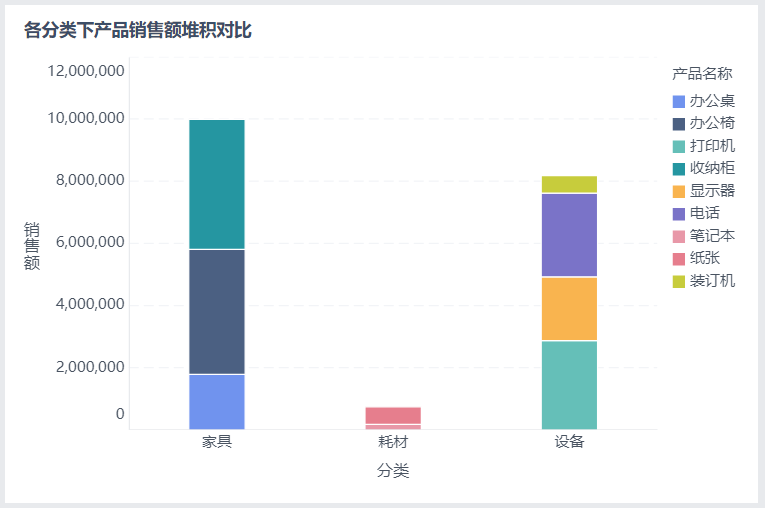 各分类下产品销售额堆积对比
12,000,000
10,000,000
8,000,000
6,000,000
4,000,000
2,000,000
0
销售额
家具
耗材
设备
分类
产品名称
办公桌
办公椅
打印机
收纳柜
显示器
电话
笔记本
纸张
装订机